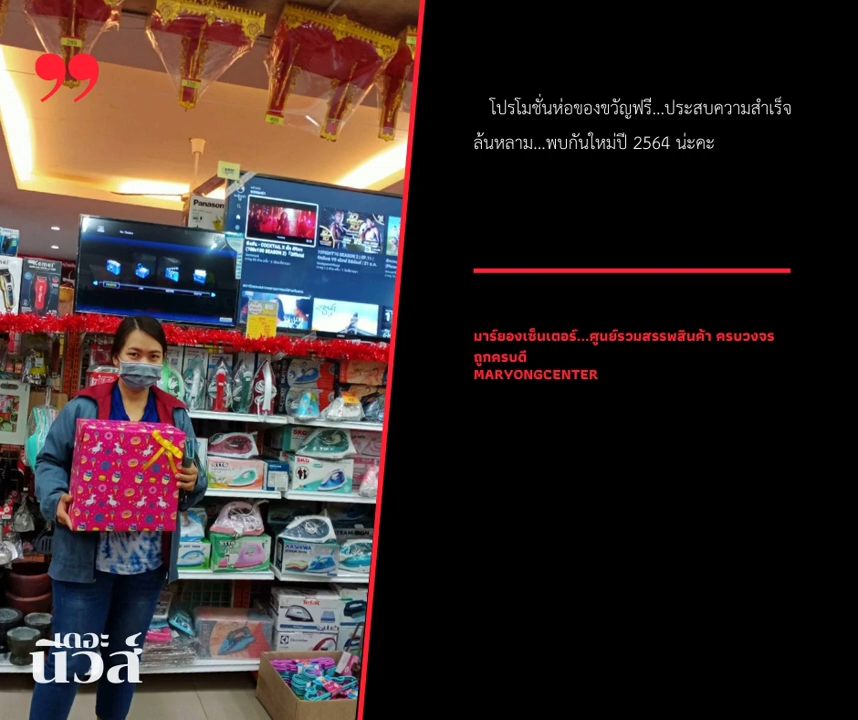 โปรโมชั่นห่อของขวัญฟรี...ประสบความสำเร็จ
ล้นหลาม...พบกันใหม่ปี 2564 น่ะคะ
มาร์ยองเซ็นเตอร์...ศูนย์รวมสรรพสินค้า ครบวงจร
ถูกครบดี
MARYONGCENTER
Panasonic
SKG
เดอะ
นิวส์